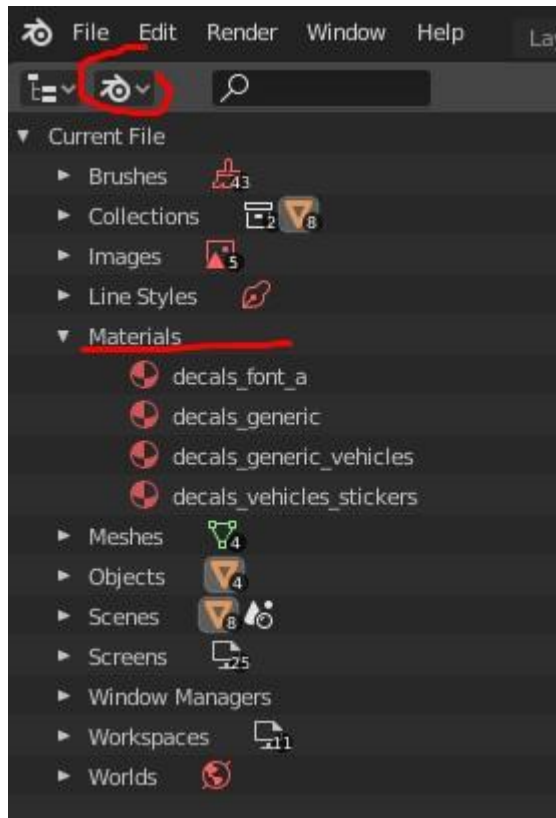 File Edit Render Window Help La
Current File
Brushes 43
Collections 2 8
Images 5
Line Styles
Materials
decals_font_a
decals_generic
decals_generic_vehicles
decals_vehicles_stickers
Meshes 4
Objects 4
Scenes 8
Screens 25
Window Managers
Workspaces 11
Worlds